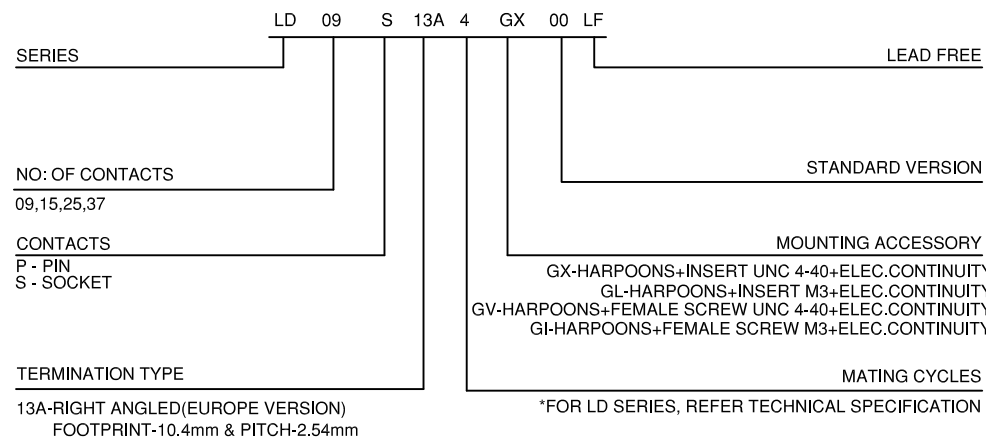 LD 09 S 13A 4 GX 00 LF
SERIES
LEAD FREE
NO: OF CONTACTS
09,15,25,37
STANDARD VERSION
CONTACTS
P - PIN
S - SOCKET
MOUNTING ACCESSORY
GX-HARPOONS+INSERT UNC 4-40+ELEC.CONTINUITY
GL-HARPOONS+INSERT M3+ELEC.CONTINUITY
GV-HARPOONS+FEMALE SCREW UNC 4-40+ELEC.CONTINUITY
GI-HARPOONS+FEMALE SCREW M3+ELEC.CONTINUITY
TERMINATION TYPE
13A-RIGHT ANGLED(EUROPE VERSION)
FOOTPRINT-10.4mm & PITCH-2.54mm
MATING CYCLES
*FOR LD SERIES, REFER TECHNICAL SPECIFICATION